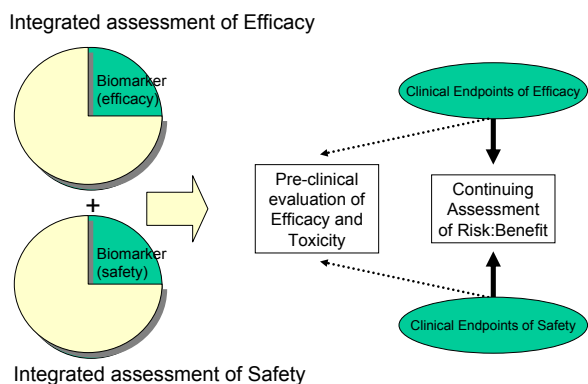 Integrated assessment of Efficacy
Biomarker
(efficacy)
+
Biomarker
(safety)
Integrated assessment of Safety
Pre-clinical
evaluation of
Efficacy and
Toxicity
Clinical Endpoints of Efficacy
Continuing
Assessment
of Risk:Benefit
Clinical Endpoints of Safety